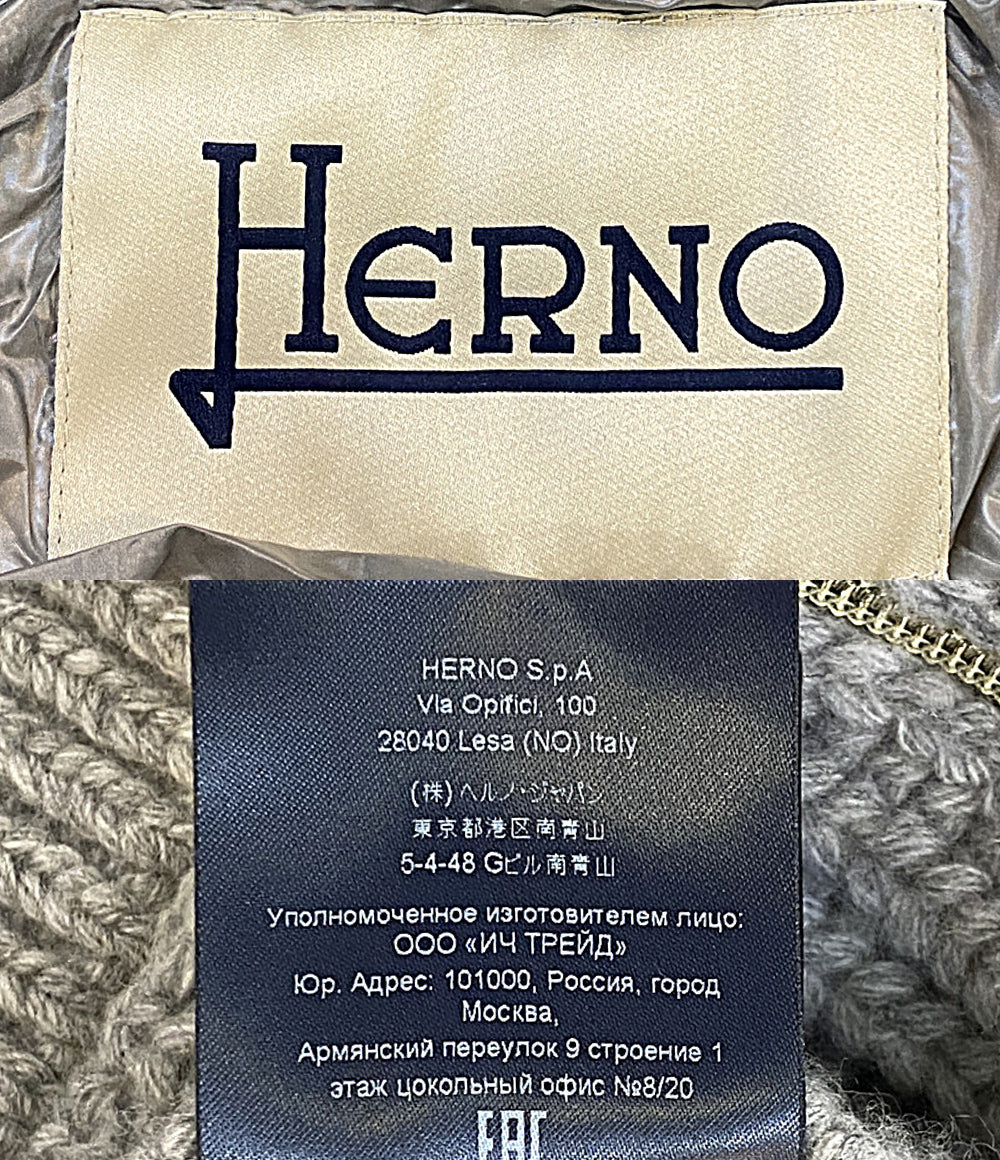 HERNO
HERNO S.p.A
Via Opifici, 100
28040 Lesa (NO) Italy
(株)ヘルノ・ジャパン
東京都港区南青山
5-4-48 Gビル南青山
Уполномоченное изготовителем лицо:
ООО «ИЧ ТРЕЙД»
Юр. Адрес: 101000, Россия, город
Москва,
Армянский переулок 9 строение 1
этаж цокольный офис №8/20
EAC